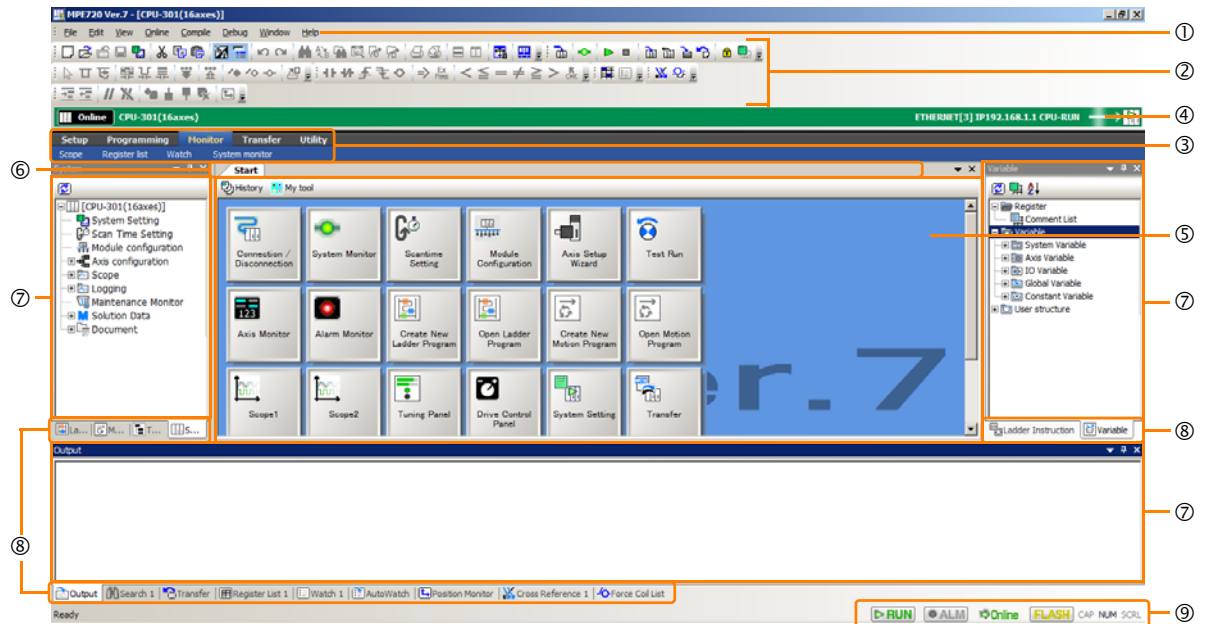 MPE720 Ver.7 - [CPU-301(16axes)]
File Edit View Online Compile Debug Window Help
①
②
Online CPU-301(16axes) ETHERNET[3] IP192.168.1.1 CPU-RUN
④
Setup Programming Monitor Transfer Utility
Scope Register list Watch System monitor
③
⑥
System
Start
Variable
History My tool
[CPU-301(16axes)]
System Setting
Scan Time Setting
Module configuration
Axis configuration
Scope
Logging
Maintenance Monitor
Solution Data
Document
⑦
Connection / Disconnection
System Monitor
Scantime Setting
Module Configuration
Axis Setup Wizard
Test Run
Axis Monitor
Alarm Monitor
Create New Ladder Program
Open Ladder Program
Create New Motion Program
Open Motion Program
Scope1
Scope2
Tuning Panel
Drive Control Panel
System Setting
Transfer
er.7
⑤
Register
Comment List
Variable
System Variable
Axis Variable
IO Variable
Global Variable
Constant Variable
User structure
⑦
La... M... T... S...
Ladder Instruction Variable
⑧
Output
⑦
⑧
Output Search 1 Transfer Register List 1 Watch 1 AutoWatch Position Monitor Cross Reference 1 Force Coil List
Ready
RUN ALM Online FLASH CAP NUM SCRL
⑨